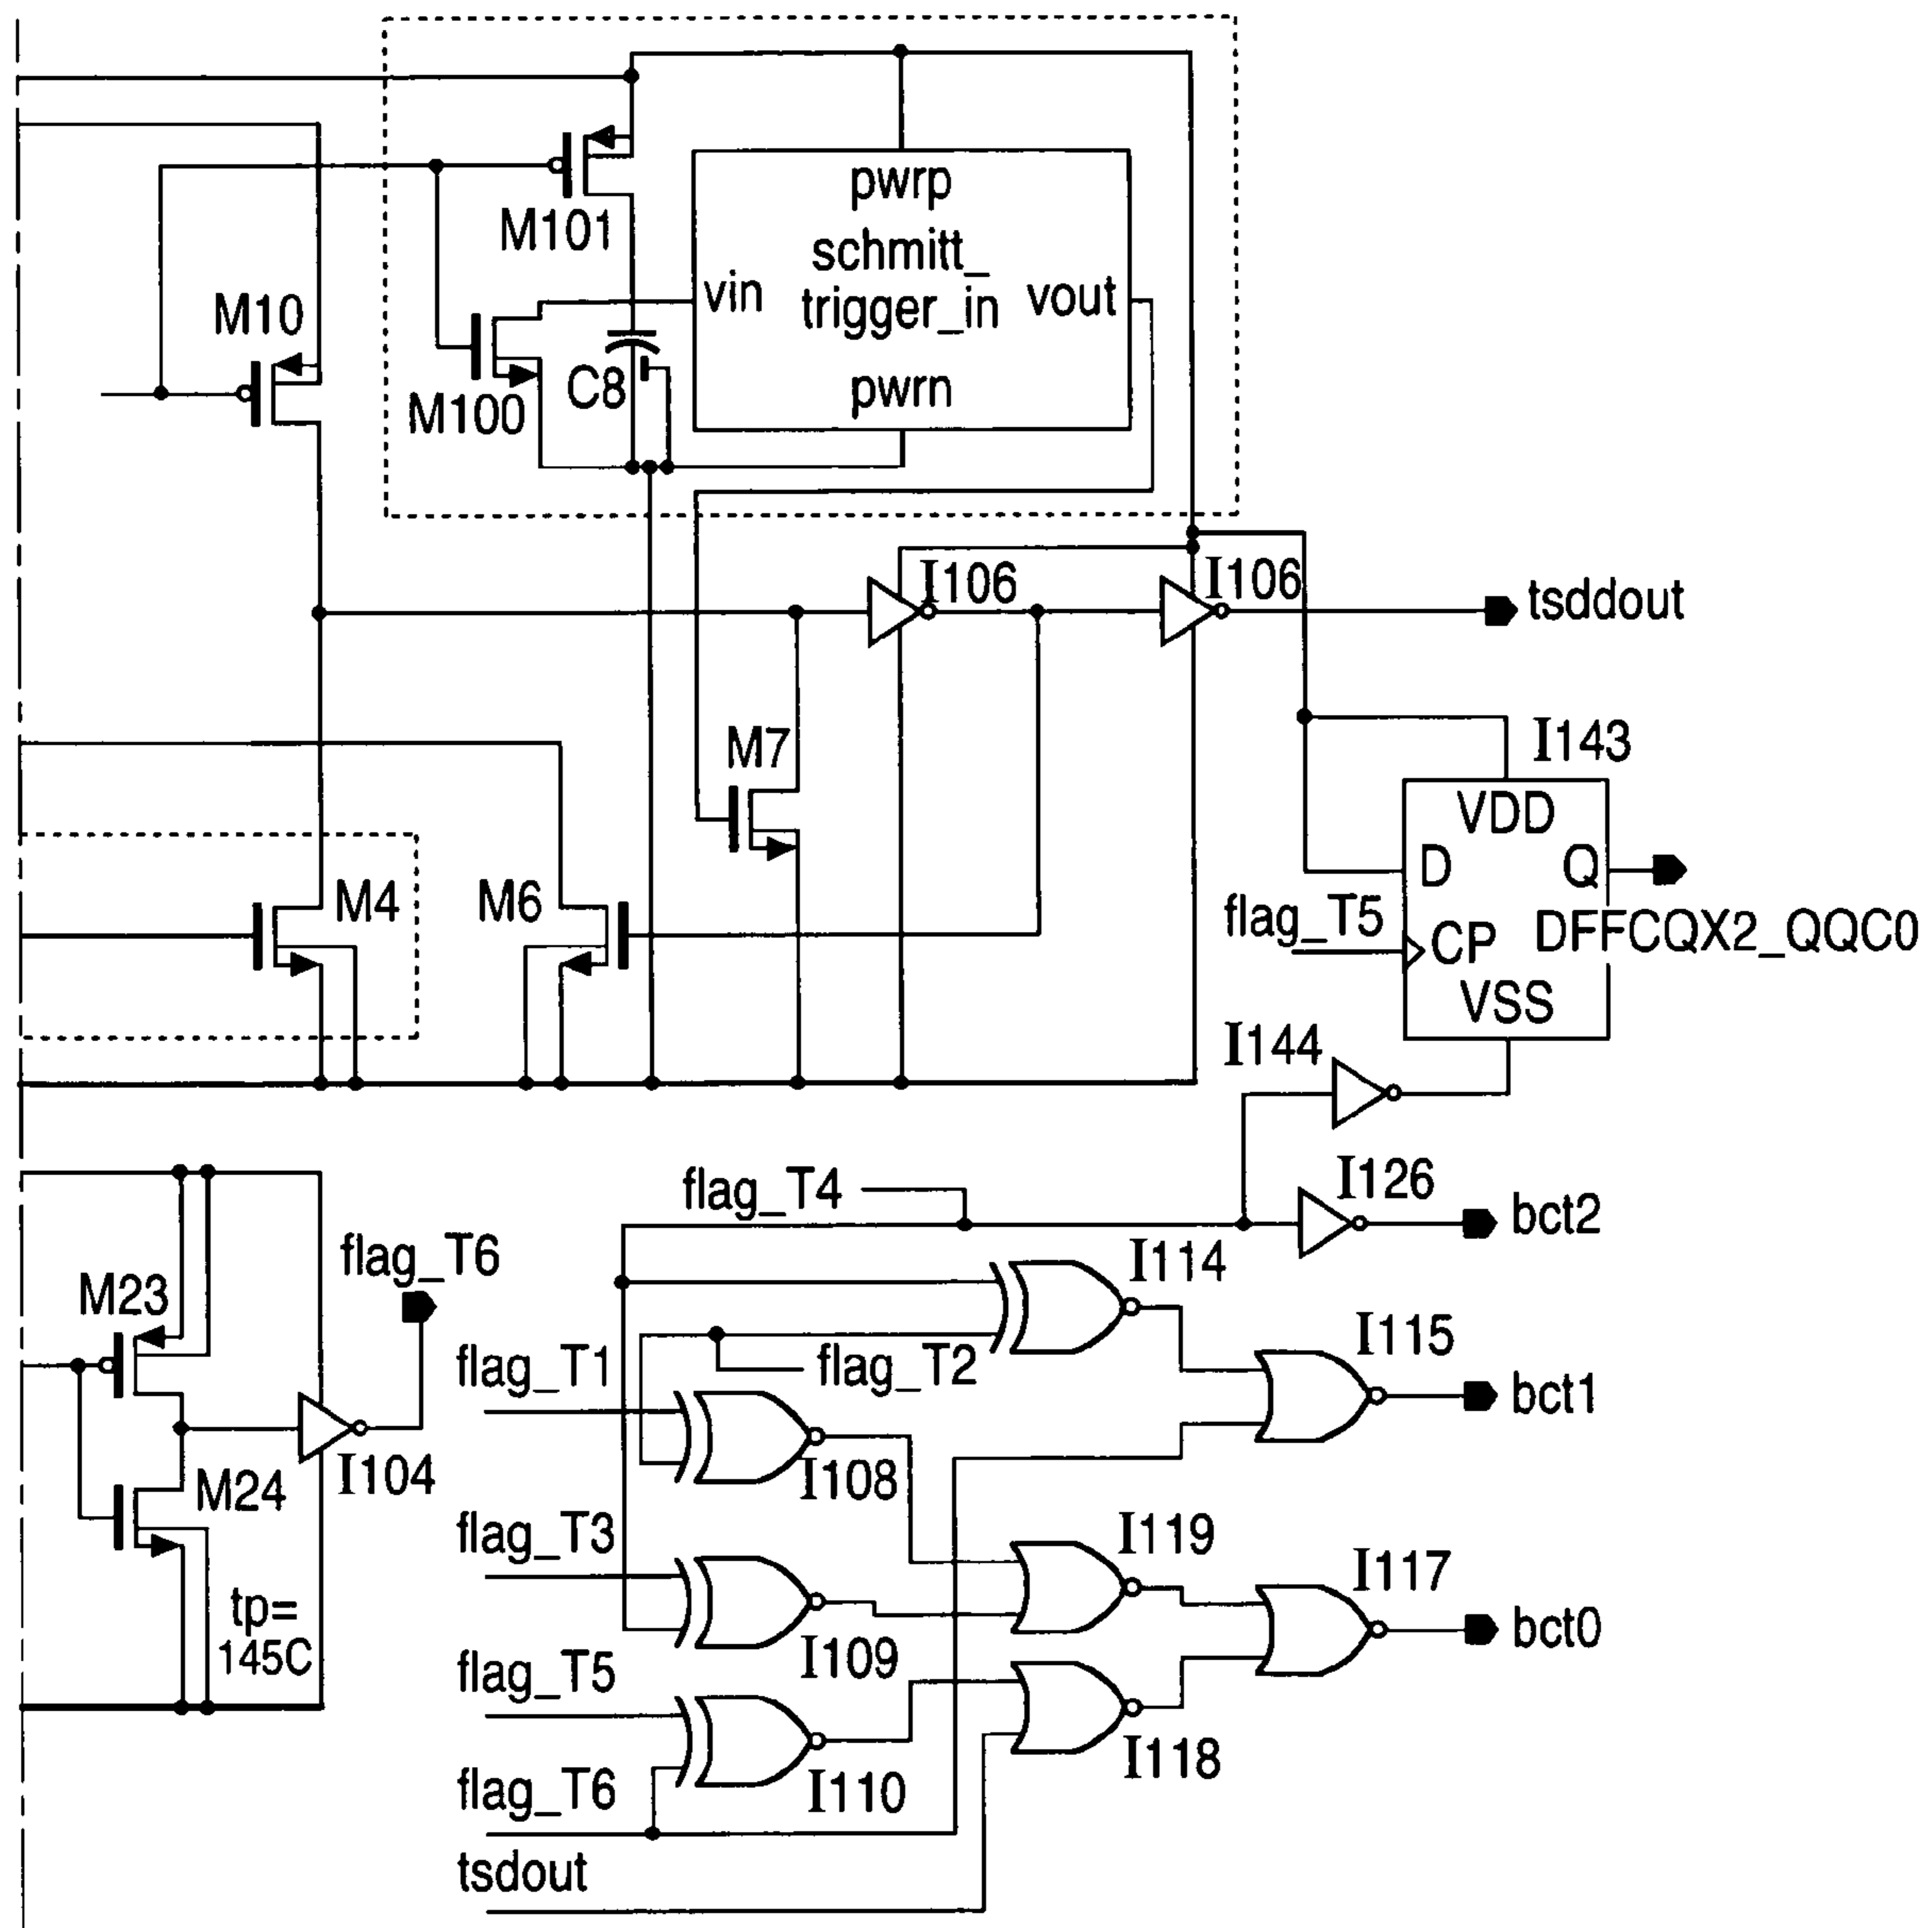 pwrp
M101
schmitt_
vin
trigger_in
vout
M10
C8
pwrn
M100
I106
I106
tsddout
I143
M7
VDD
D
Q
M4
M6
flag_T5
DFFCQX2_QQC0
CP
VSS
I144
flag_T4
I126
bct2
flag_T6
I114
M23
I115
flag_T1
flag_T2
bct1
I104
I108
M24
flag_T3
I119
I117
tp=
145C
bct0
I109
flag_T5
I118
flag_T6
I110
tsdout